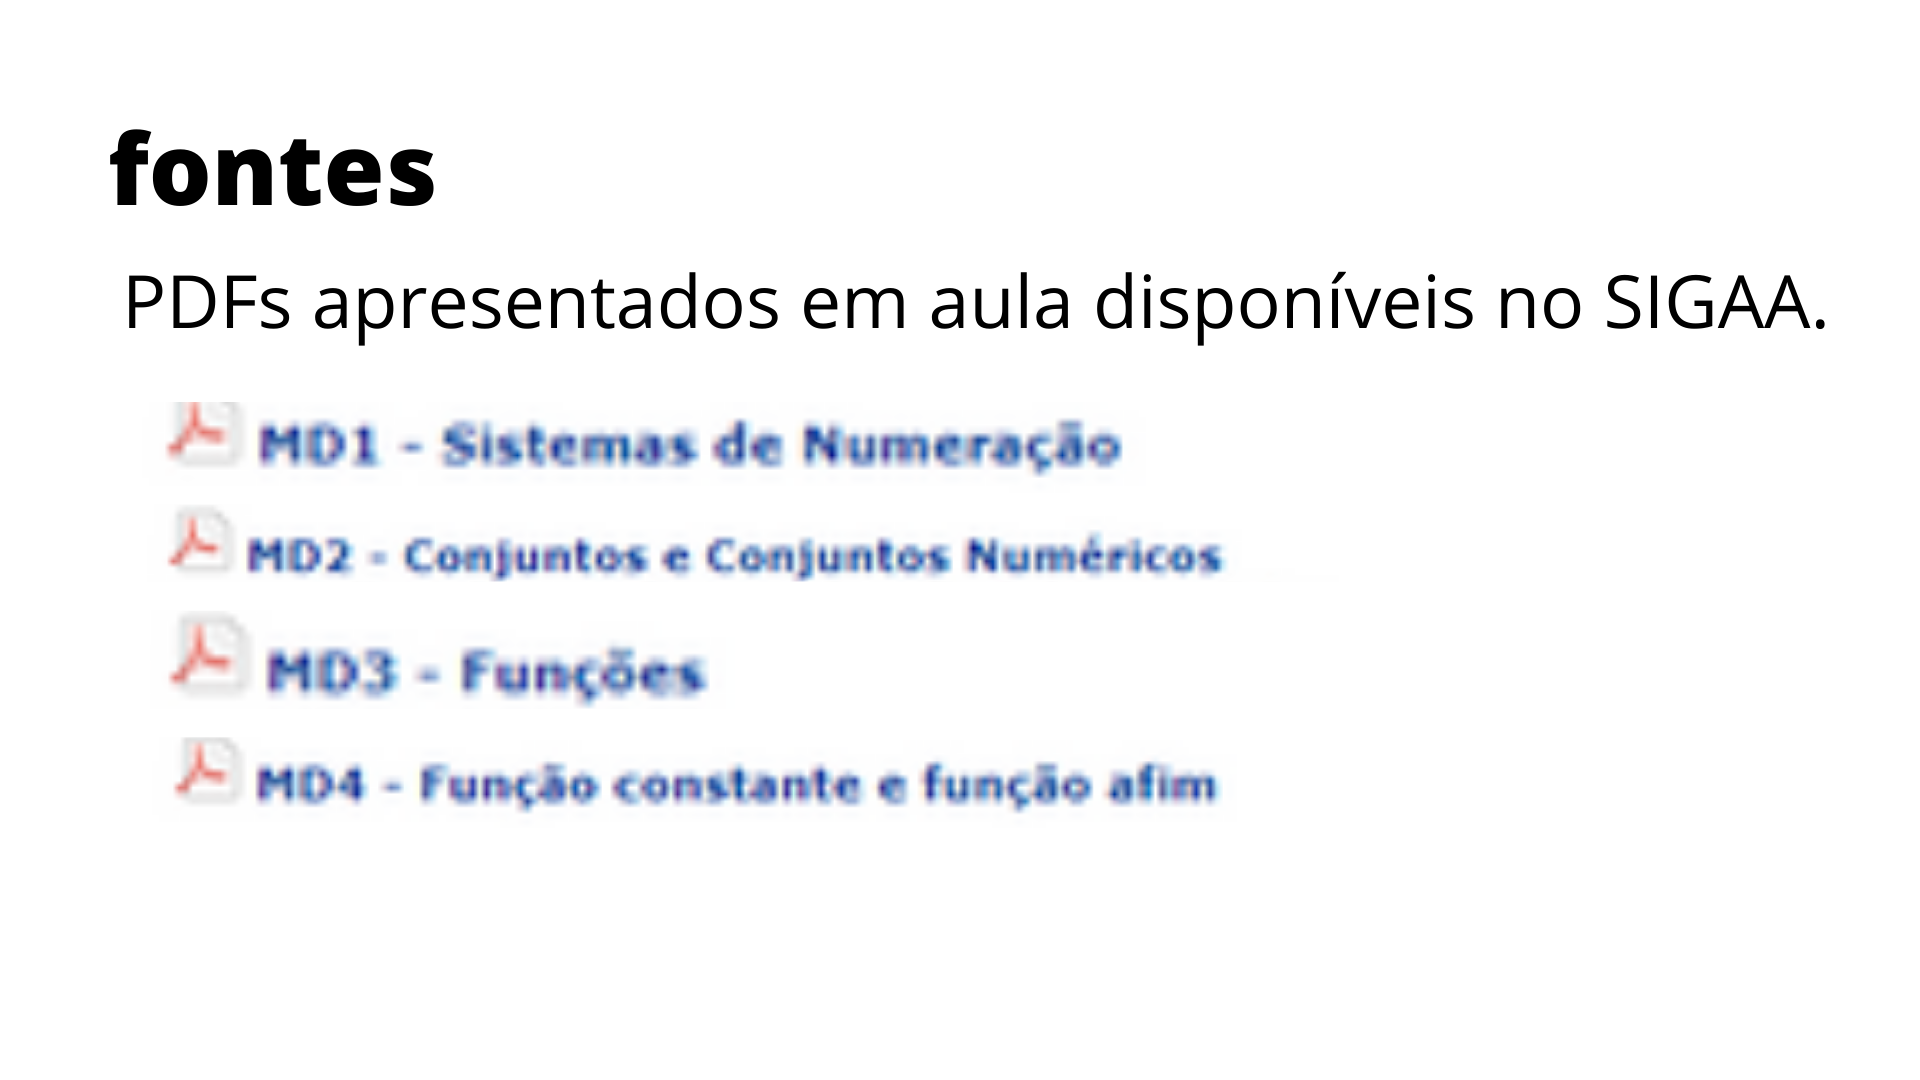 fontes
PDFs apresentados em aula disponíveis no SIGAA.
MD1 - Sistemas de Numeração
MD2 - Conjuntos e Conjuntos Numéricos
MD3 - Funções
MD4 - Função constante e função afim